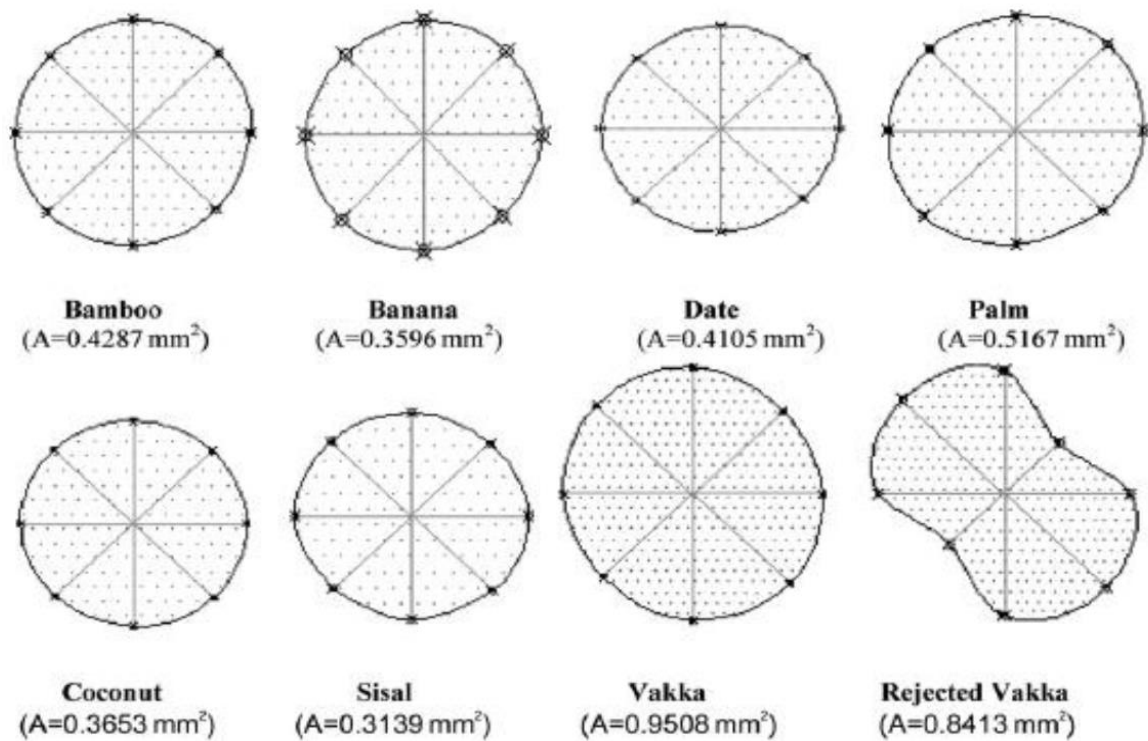 Bamboo
(A=0.4287 mm²)
Banana
(A=0.3596 mm²)
Date
(A=0.4105 mm²)
Palm
(A=0.5167 mm²)
Coconut
(A=0.3653 mm²)
Sisal
(A=0.3139 mm²)
Vakka
(A=0.9508 mm²)
Rejected Vakka
(A=0.8413 mm²)